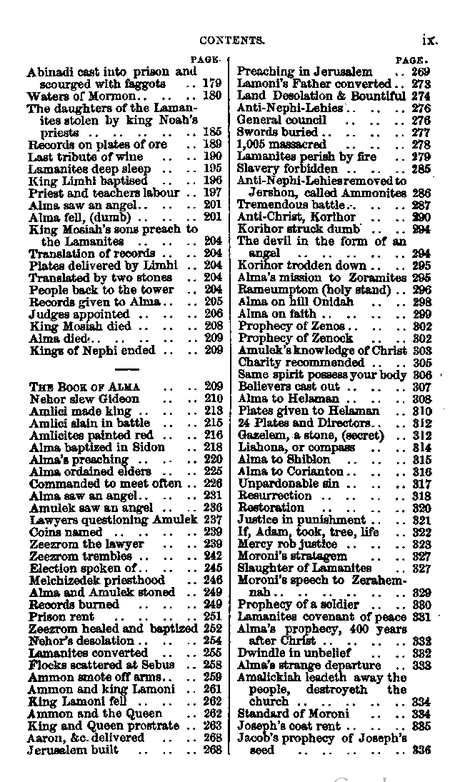 CONTENTS. ix.
PAGE.
Abinadi cast into prison and
scourged with faggots .. 179
Waters of Mormon.. .. .. 180
The daughters of the Laman-
ites stolen by king Noah's
priests .. .. .. .. .. 185
Records on plates of ore .. 189
Last tribute of wine .. .. 190
Lamanites deep sleep .. .. 195
King Limhi baptised .. .. 196
Priest and teachers labour .. 197
Alma saw an angel.. .. .. 201
Alma fell, (dumb) .. .. .. 201
King Mosiah's sons preach to
the Lamanites .. .. .. 204
Translation of records .. .. 204
Plates delivered by Limhi .. 204
Translated by two stones .. 204
People back to the tower .. 204
Records given to Alma.. .. 205
Judges appointed .. .. .. 206
King Mosiah died .. .. .. 208
Alma died.. .. .. .. .. 209
Kings of Nephi ended .. .. 209
THE BOOK OF ALMA .. .. 209
Nehor slew Gideon .. .. 210
Amlici made king .. .. .. 213
Amlici slain in battle .. .. 215
Amlicites painted red .. .. 216
Alma baptized in Sidon .. 218
Alma's preaching .. .. .. 220
Alma ordained elders .. .. 225
Commanded to meet often .. 226
Alma saw an angel.. .. .. 231
Amulek saw an angel .. .. 236
Lawyers questioning Amulek 237
Coins named .. .. .. .. 239
Zeezrom the lawyer .. .. 239
Zeezrom trembles .. .. .. 242
Election spoken of.. .. .. 245
Melchizedek priesthood .. 246
Alma and Amulek stoned .. 249
Records burned .. .. .. 249
Prison rent .. .. .. .. 251
Zeezrom healed and baptized 252
Nehor's desolation .. .. .. 254
Lamanites converted .. .. 255
Flocks scattered at Sebus .. 258
Ammon smote off arms.. .. 259
Ammon and king Lamoni .. 261
King Lamoni fell .. .. .. 262
Ammon and the Queen .. 262
King and Queen prostrate .. 263
Aaron, &c. delivered .. .. 268
Jerusalem built .. .. .. 268
PAGE.
Preaching in Jerusalem .. 269
Lamoni's Father converted.. 273
Land Desolation & Bountiful 274
Anti-Nephi-Lehies .. .. .. 276
General council .. .. .. 276
Swords buried .. .. .. .. 277
1,005 massacred .. .. .. 278
Lamanites perish by fire .. 279
Slavery forbidden .. .. .. 285
Anti-Nephi-Lehies removed to
Jershon, called Ammonites 286
Tremendous battle.. .. .. 287
Anti-Christ, Korihor .. .. 290
Korihor struck dumb .. .. 294
The devil in the form of an
angel .. .. .. .. .. 294
Korihor trodden down .. .. 295
Alma's mission to Zoramites 295
Rameumptom (holy stand) .. 296
Alma on hill Onidah .. .. 298
Alma on faith .. .. .. .. 299
Prophecy of Zenos.. .. .. 302
Prophecy of Zenock .. .. 302
Amulek's knowledge of Christ 303
Charity recommended .. .. 305
Same spirit possess your body 306
Believers cast out .. .. .. 307
Alma to Helaman .. .. .. 308
Plates given to Helaman .. 310
24 Plates and Directors.. .. 312
Gazelem, a stone, (secret) .. 312
Liahona, or compass .. .. 314
Alma to Shiblon .. .. .. 315
Alma to Corianton.. .. .. 316
Unpardonable sin .. .. .. 317
Resurrection .. .. .. .. 318
Restoration .. .. .. .. 320
Justice in punishment .. .. 321
If, Adam, took, tree, life .. 322
Mercy rob justice .. .. .. 323
Moroni's stratagem .. .. 327
Slaughter of Lamanites .. 327
Moroni's speech to Zerahem-
nah .. .. .. .. .. .. 329
Prophecy of a soldier .. .. 330
Lamanites covenant of peace 331
Alma's prophecy, 400 years
after Christ .. .. .. .. 332
Dwindle in unbelief .. .. 332
Alma's strange departure .. 333
Amalickiah leadeth away the
people, destroyeth the
church .. .. .. .. .. 334
Standard of Moroni .. .. 334
Joseph's coat rent .. .. .. 335
Jacob's prophecy of Joseph's
seed .. .. .. .. .. 336